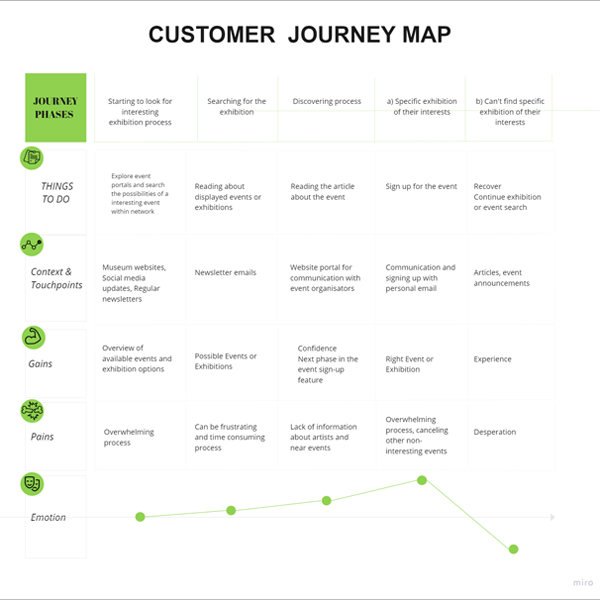 CUSTOMER JOURNEY MAP
JOURNEY
PHASES
Starting to look for
interesting
exhibition process
Searching for the
exhibition
Discovering process
a) Specific exhibition
of their interests
b) Can't find specific
exhibition of their
interests
THINGS
TO DO
Explore event
portals and search
the possibilities of a
interesting event
within network
Reading about
displayed events or
exhibitions
Reading the article
about the event
Sign up for the event
Recover
Continue exhibition
or event search
Context &
Touchpoints
Museum websites,
Social media
updates, Regular
newsletters
Newsletter emails
Website portal for
communication with
event organisators
Communication and
signing up with
personal email
Articles, event
announcements
Gains
Overview of
available events and
exhibition options
Possible Events or
Exhibitions
Confidence
Next phase in the
event sign-up
feature
Right Event or
Exhibition
Experience
Pains
Overwhelming
process
Can be frustrating
and time consuming
process
Lack of information
about artists and
near events
Overwhelming
process, canceling
other non-
interesting events
Desperation
Emotion
miro